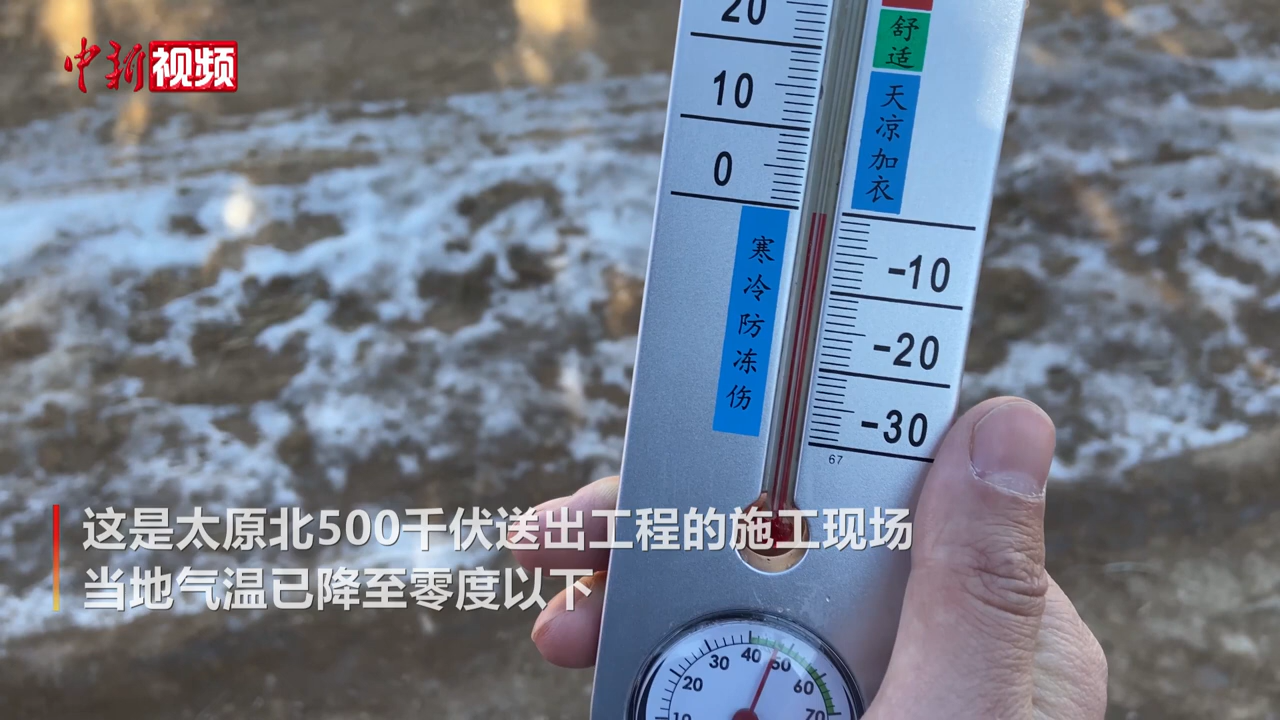 中新视频
20
10
0
舒适
天凉加衣
寒冷防冻伤
-10
-20
-30
67
这是太原北500千伏送出工程的施工现场
当地气温已降至零度以下
10 20 30 40 50 60 70